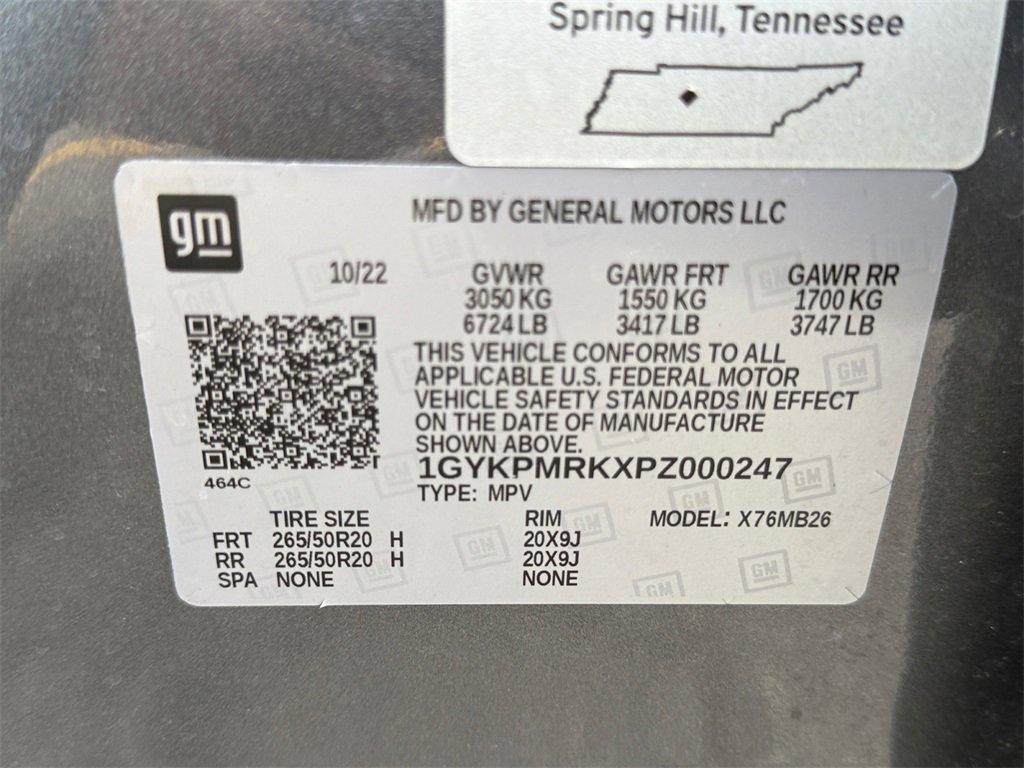 Spring Hill, Tennessee
gm
MFD BY GENERAL MOTORS LLC
10/22 GVWR GAWR FRT GAWR RR
3050 KG 1550 KG 1700 KG
6724 LB 3417 LB 3747 LB
THIS VEHICLE CONFORMS TO ALL
APPLICABLE U.S. FEDERAL MOTOR
VEHICLE SAFETY STANDARDS IN EFFECT
ON THE DATE OF MANUFACTURE
SHOWN ABOVE.
1GYKPMRKXPZ000247
464C
TYPE: MPV
TIRE SIZE RIM MODEL: X76MB26
FRT 265/50R20 H 20X9J
RR 265/50R20 H 20X9J
SPA NONE NONE